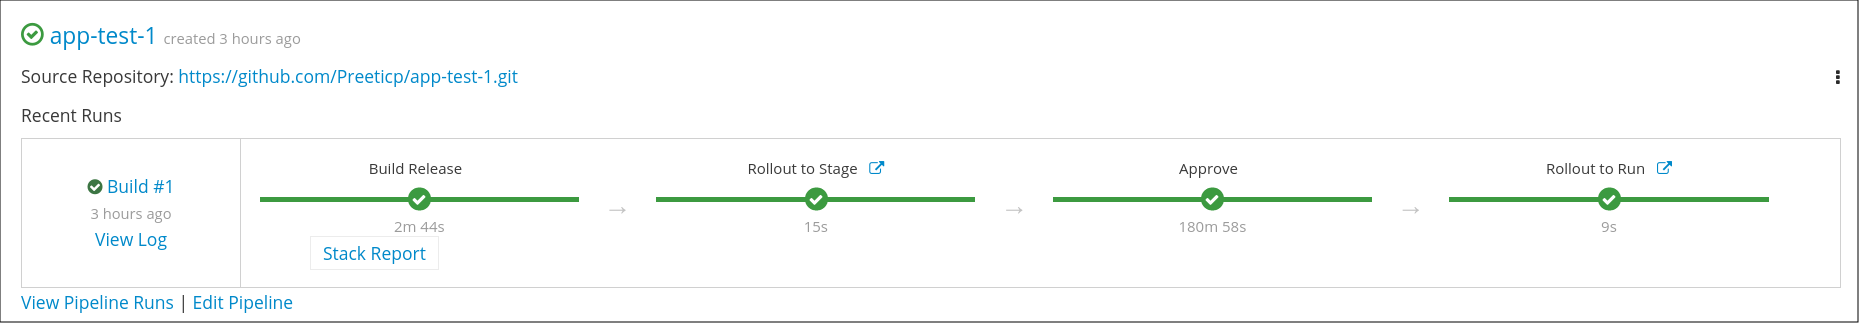 app-test-1 created 3 hours ago
Source Repository: https://github.com/Preeticp/app-test-1.git
Recent Runs
Build #1
3 hours ago
View Log
Build Release
2m 44s
Stack Report
Rollout to Stage
15s
Approve
180m 58s
Rollout to Run
9s
View Pipeline Runs | Edit Pipeline